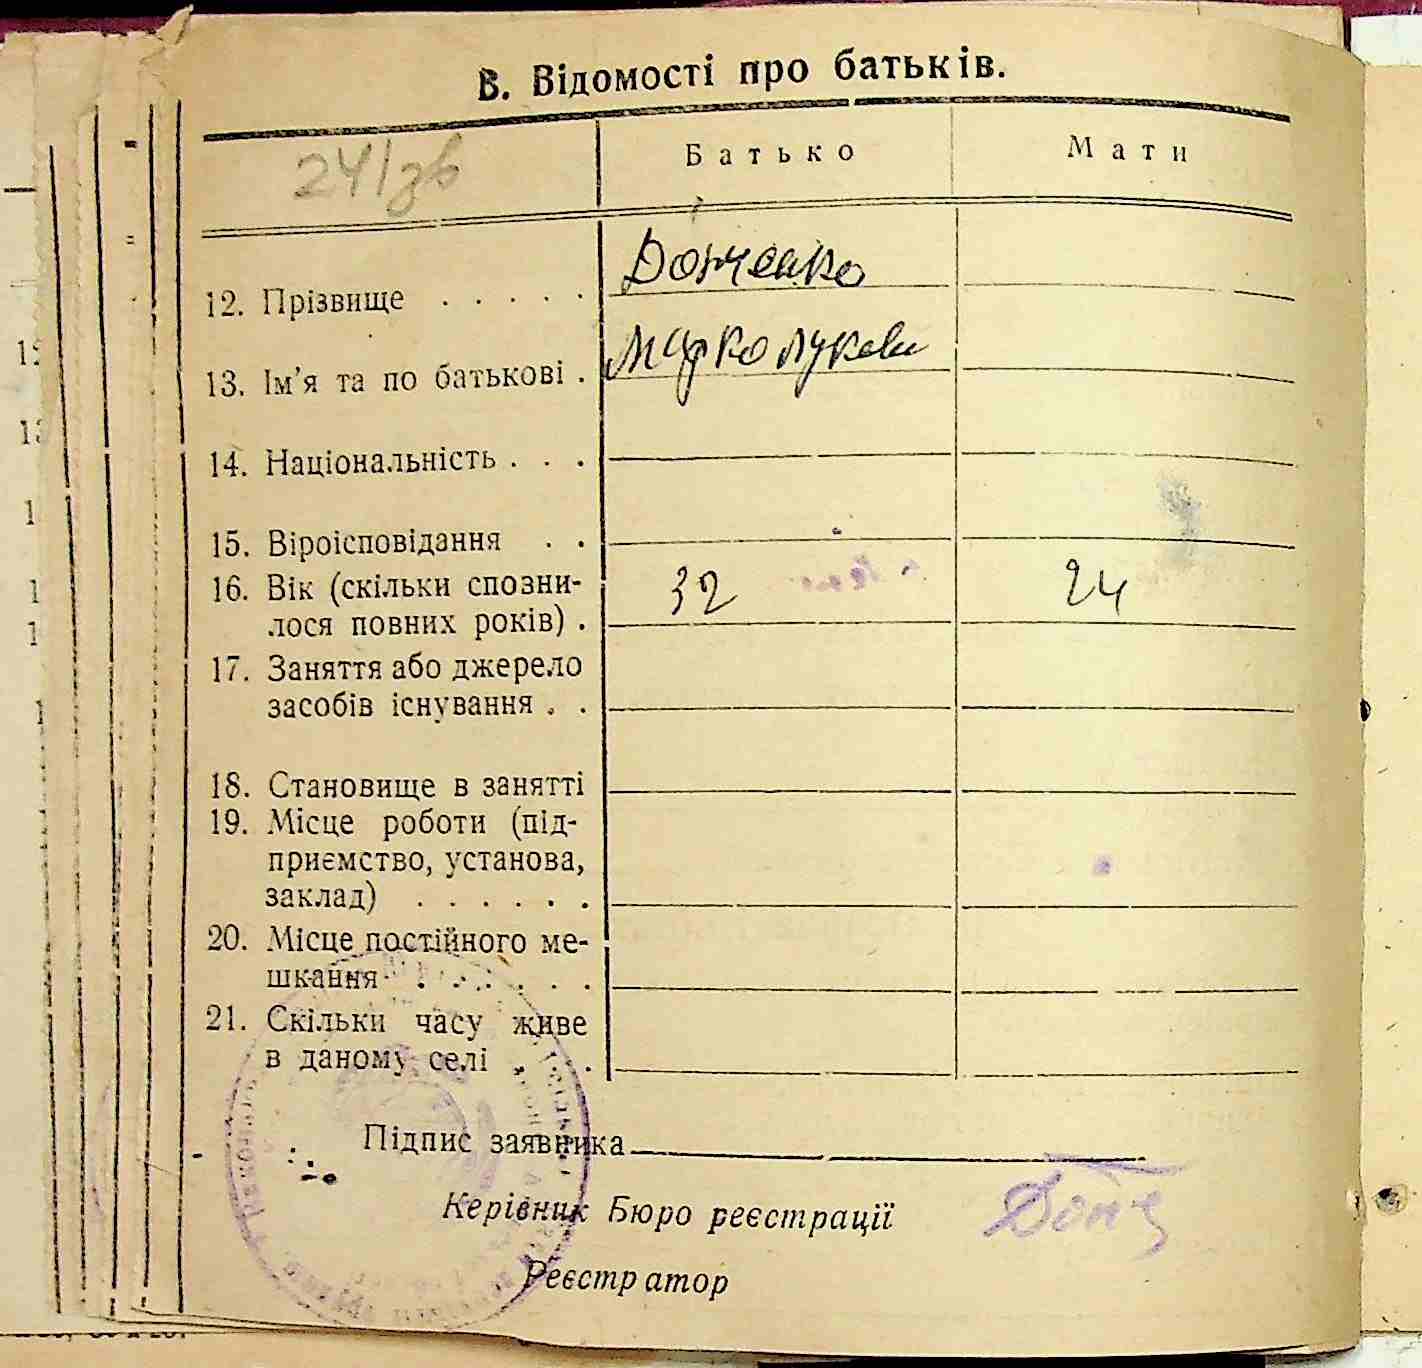 В. Відомості про батьків.
Батько Мати
241/зв
Донченко
12. Прізвище . . . . .
Марко Лукови
13. Ім'я та по батькові .
14. Національність . . .
15. Віроісповідання . .
16. Вік (скільки спозни-
лося повних років) . 32 24
17. Заняття або джерело
засобів існування . .
18. Становище в занятті
19. Місце роботи (під-
приємство, установа,
заклад) . . . . . .
20. Місце постійного ме-
шкання . . . . . .
21. Скільки часу живе
в даному селі . . .
Підпис заявника
Керівник Бюро реєстрації
Реєстратор